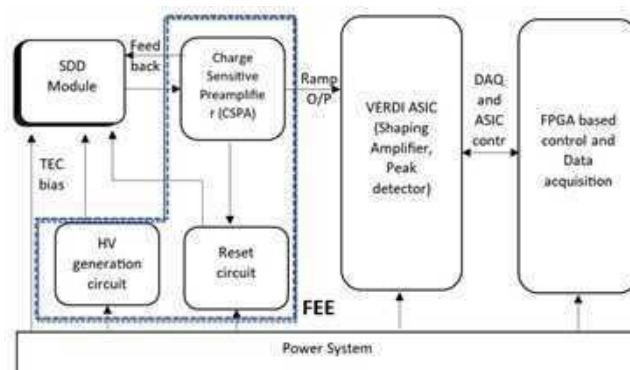 SDD
Module
Feed
back
Charge
Sensitive
Preamplifie
r (CSPA)
Ramp
O/P
VERDI ASIC
(Shaping
Amplifier,
Peak
detector)
DAQ
and
ASIC
contr
FPGA based
control and
Data
acquisition
TEC
bias
HV
generation
circuit
Reset
circuit
FEE
Power System